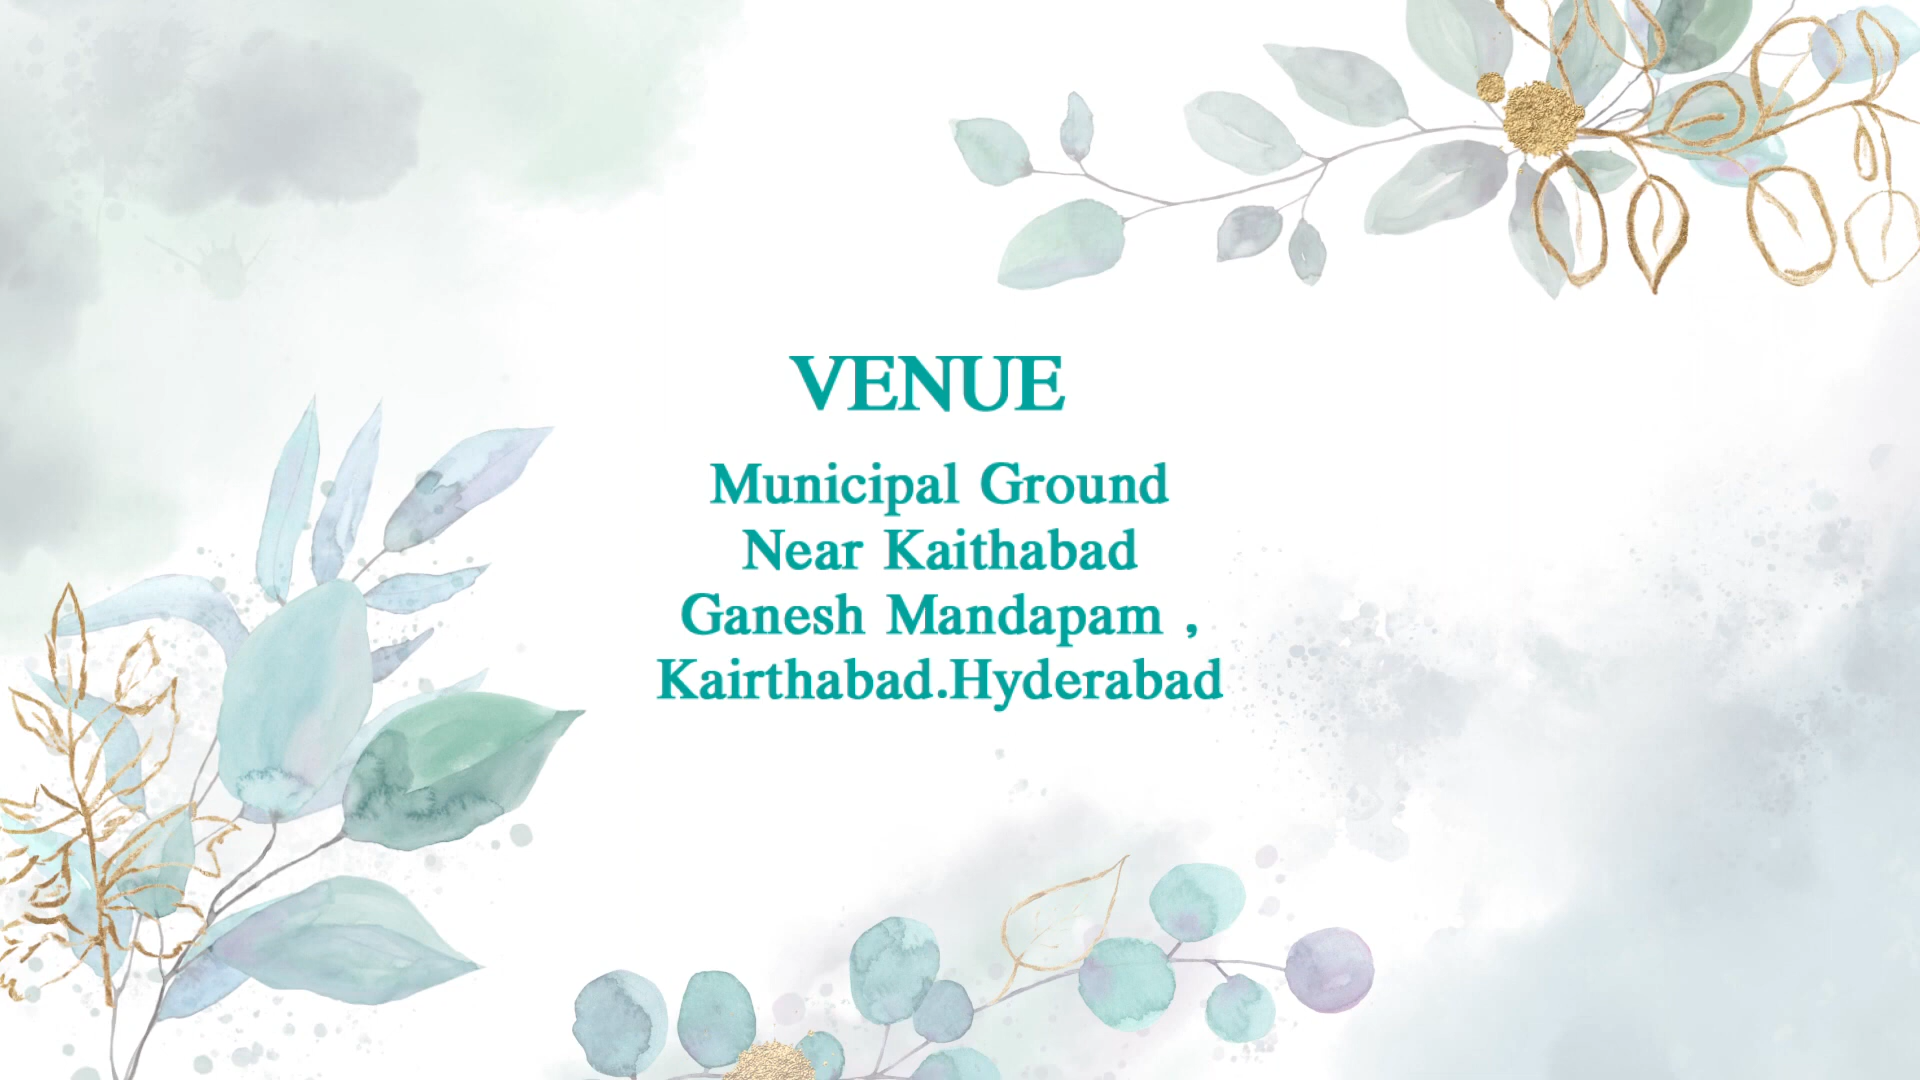 VENUE
Municipal Ground
Near Kaithabad
Ganesh Mandapam ,
Kairthabad.Hyderabad